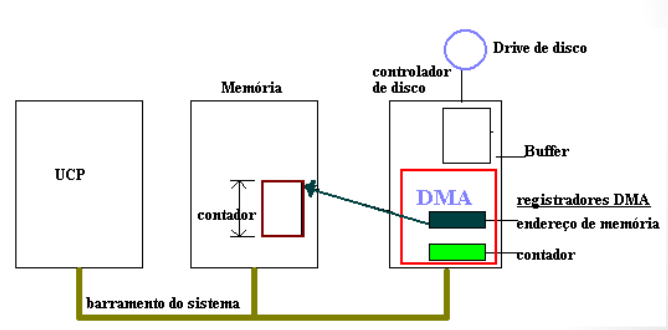 Drive de disco
controlador
de disco
Memória
Buffer
UCP
DMA
registradores DMA
contador
endereço de memória
contador
barramento do sistema